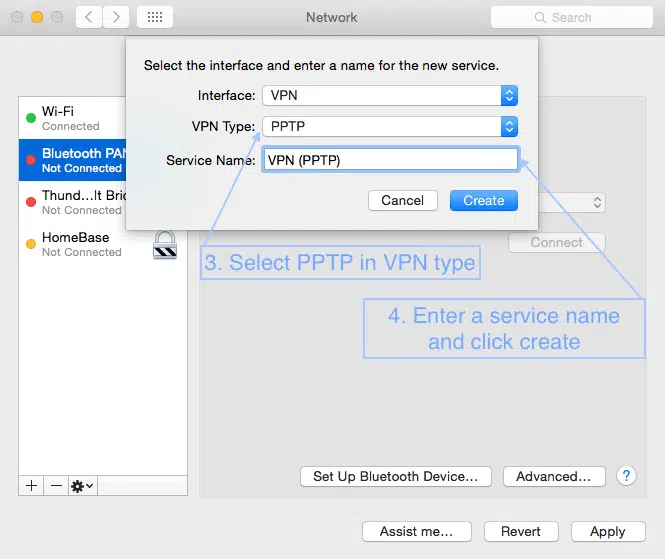 Network
Search
Select the interface and enter a name for the new service.
Interface: VPN
VPN Type: PPTP
Service Name: VPN (PPTP)
Cancel
Create
Wi-Fi
Connected
Bluetooth PAN
Not Connected
Thund...lt Bri
Not Connected
HomeBase
Not Connected
Connect
3. Select PPTP in VPN type
4. Enter a service name
and click create
Set Up Bluetooth Device...
Advanced...
?
Assist me...
Revert
Apply